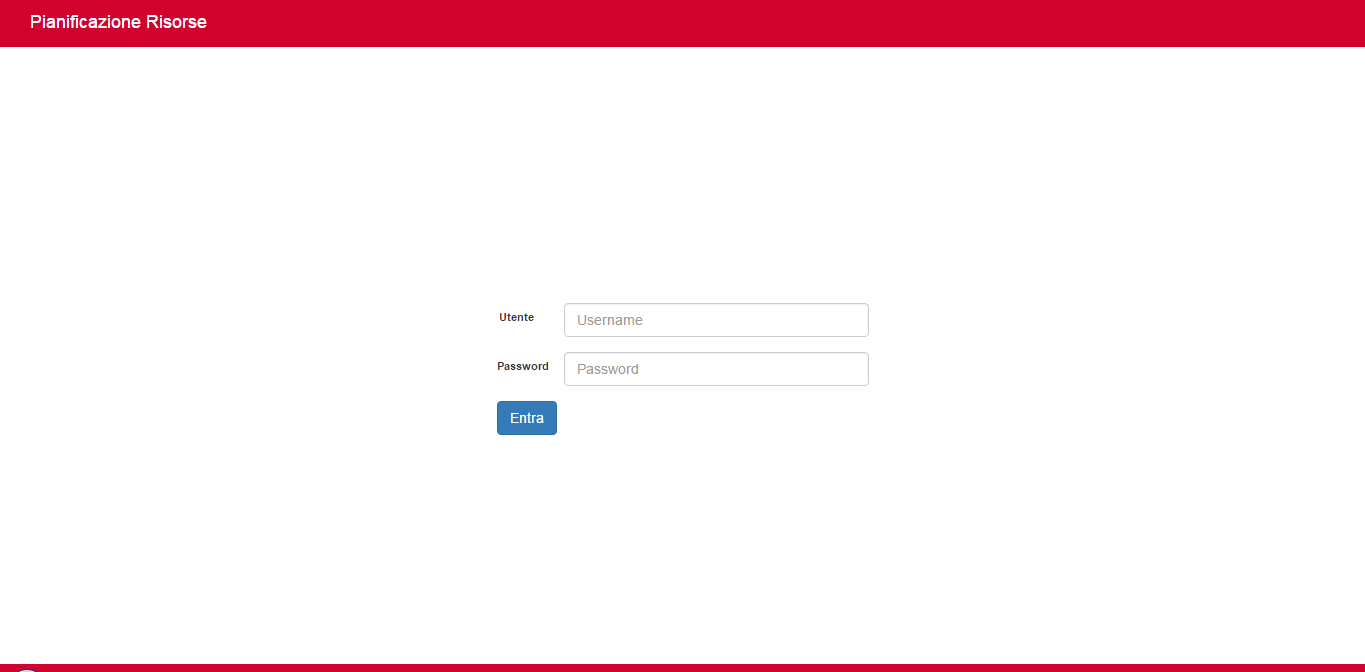 Pianificazione Risorse
Utente
Username
Password
Password
Entra